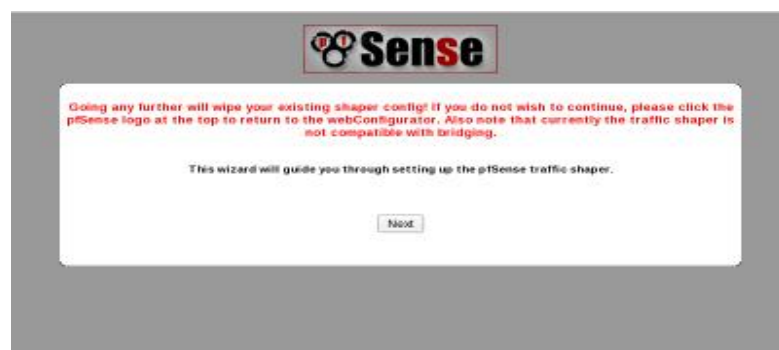 pf Sense
Going any further will wipe your existing shaper config! If you do not wish to continue, please click the
pfSense logo at the top to return to the webConfigurator. Also note that currently the traffic shaper is
not compatible with bridging.
This wizard will guide you through setting up the pfSense traffic shaper.
Next